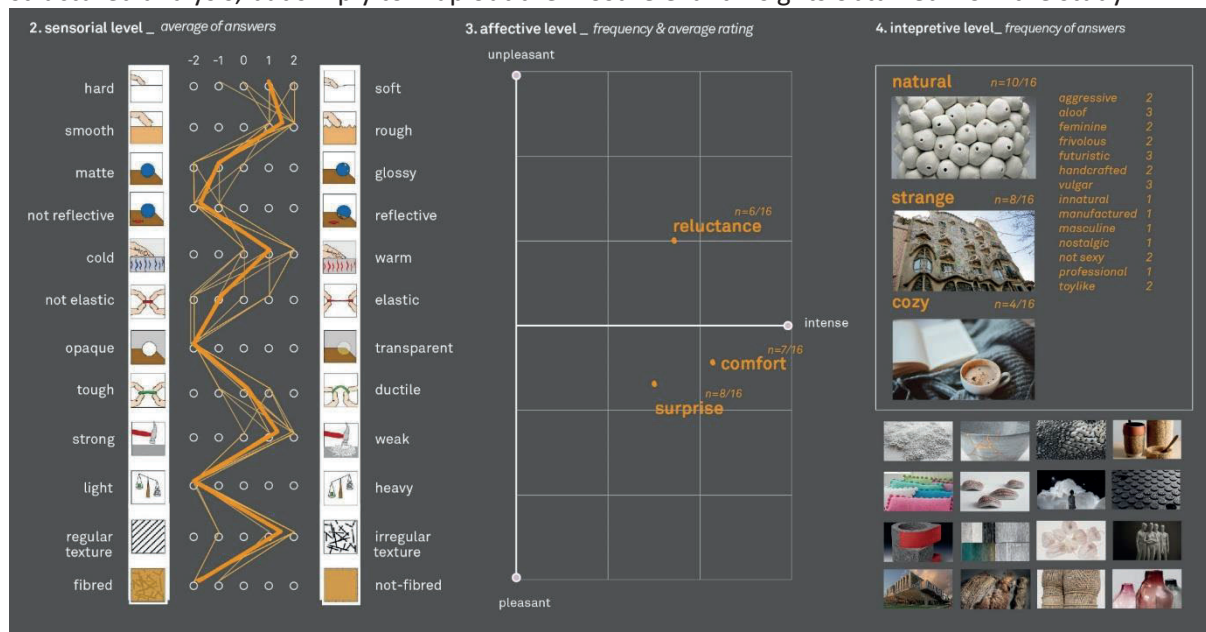 2. sensorial level _ average of answers
-2 -1 0 1 2
hard soft
smooth rough
matte glossy
not reflective reflective
cold warm
not elastic elastic
opaque transparent
tough ductile
strong weak
light heavy
regular texture irregular texture
fibred not-fibred
3. affective level _ frequency & average rating
unpleasant
n=6/16
reluctance
intense
n=7/16
comfort
n=8/16
surprise
pleasant
4. intepretive level_ frequency of answers
natural n=10/16
strange n=8/16
cozy n=4/16
aggressive 2
aloof 3
feminine 2
frivolous 2
futuristic 3
handcrafted 2
vulgar 3
innatural 1
manufactured 1
masculine 1
nostalgic 1
not sexy 2
professional 1
toylike 2